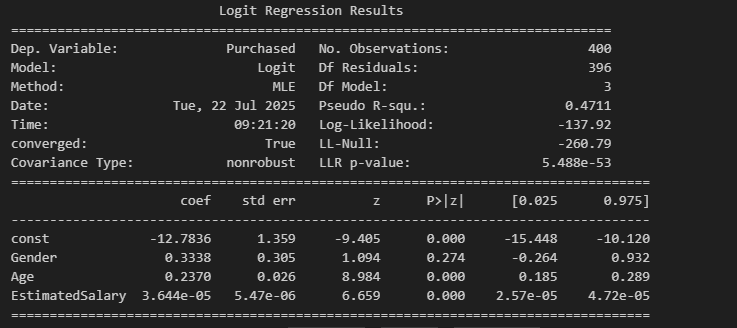 Logit Regression Results
==============================================================================
Dep. Variable:              Purchased   No. Observations:                  400
Model:                          Logit   Df Residuals:                      396
Method:                           MLE   Df Model:                            3
Date:                Tue, 22 Jul 2025   Pseudo R-squ.:                  0.4711
Time:                        09:21:20   Log-Likelihood:                -137.92
converged:                       True   LL-Null:                       -260.79
Covariance Type:            nonrobust   LLR p-value:                 5.488e-53
===================================================================================
                      coef    std err          z      P>|z|      [0.025      0.975]
-----------------------------------------------------------------------------------
const             -12.7836      1.359     -9.405      0.000     -15.448     -10.120
Gender              0.3338      0.305      1.094      0.274      -0.264       0.932
Age                 0.2370      0.026      8.984      0.000       0.185       0.289
EstimatedSalary  3.644e-05   5.47e-06      6.659      0.000    2.57e-05    4.72e-05
===================================================================================